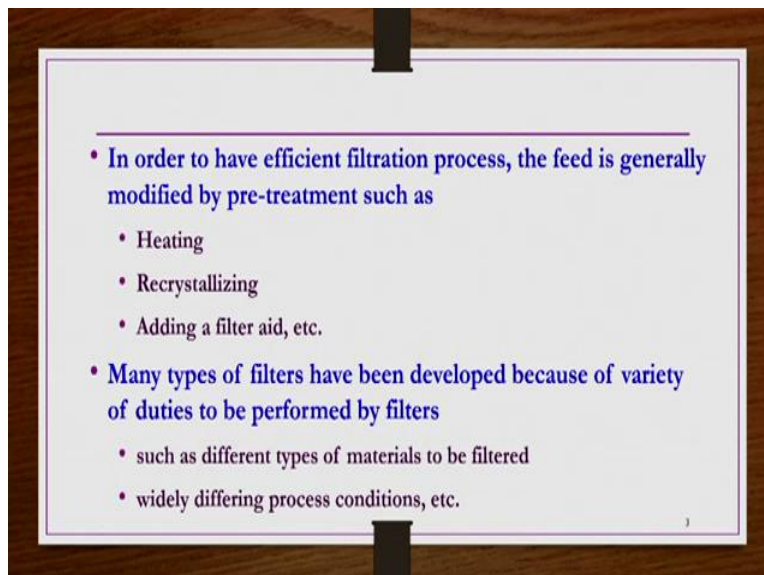 • In order to have efficient filtration process, the feed is generally
modified by pre-treatment such as
• Heating
• Recrystallizing
• Adding a filter aid, etc.
• Many types of filters have been developed because of variety
of duties to be performed by filters
• such as different types of materials to be filtered
• widely differing process conditions, etc.
3